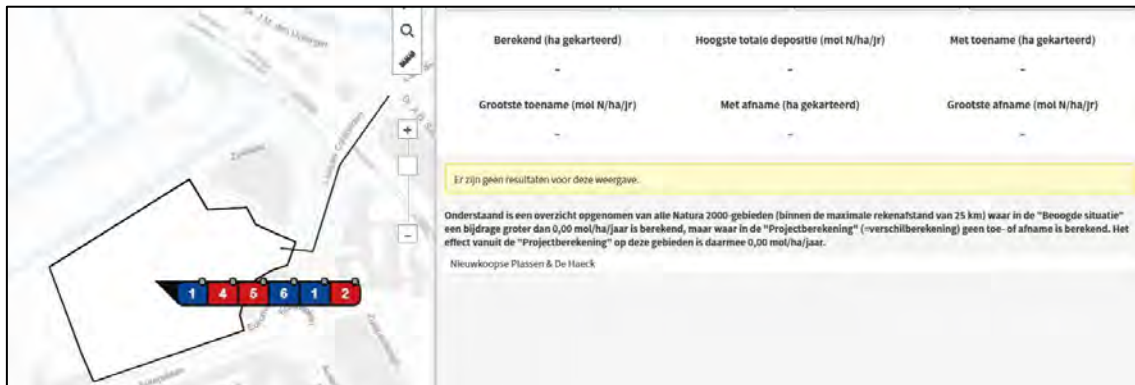 Dr. J.M. den Uylsingel
Zuideinde
1 4 5 6 1 2
Berekend (ha gekarteerd) Hoogste totale depositie (mol N/ha/jr) Met toename (ha gekarteerd)
- - -
Grootste toename (mol N/ha/jr) Met afname (ha gekarteerd) Grootste afname (mol N/ha/jr)
- - -
Er zijn geen resultaten voor deze weergave.
Onderstaand is een overzicht opgenomen van alle Natura 2000-gebieden (binnen de maximale rekenafstand van 25 km) waar in de "Beoogde situatie"
een bijdrage groter dan 0,00 mol/ha/jaar is berekend, maar waar in de "Projectberekening" (=verschilberekening) geen toe- of afname is berekend. Het
effect vanuit de "Projectberekening" op deze gebieden is daarmee 0,00 mol/ha/jaar.
Nieuwkoopse Plassen & De Haeck